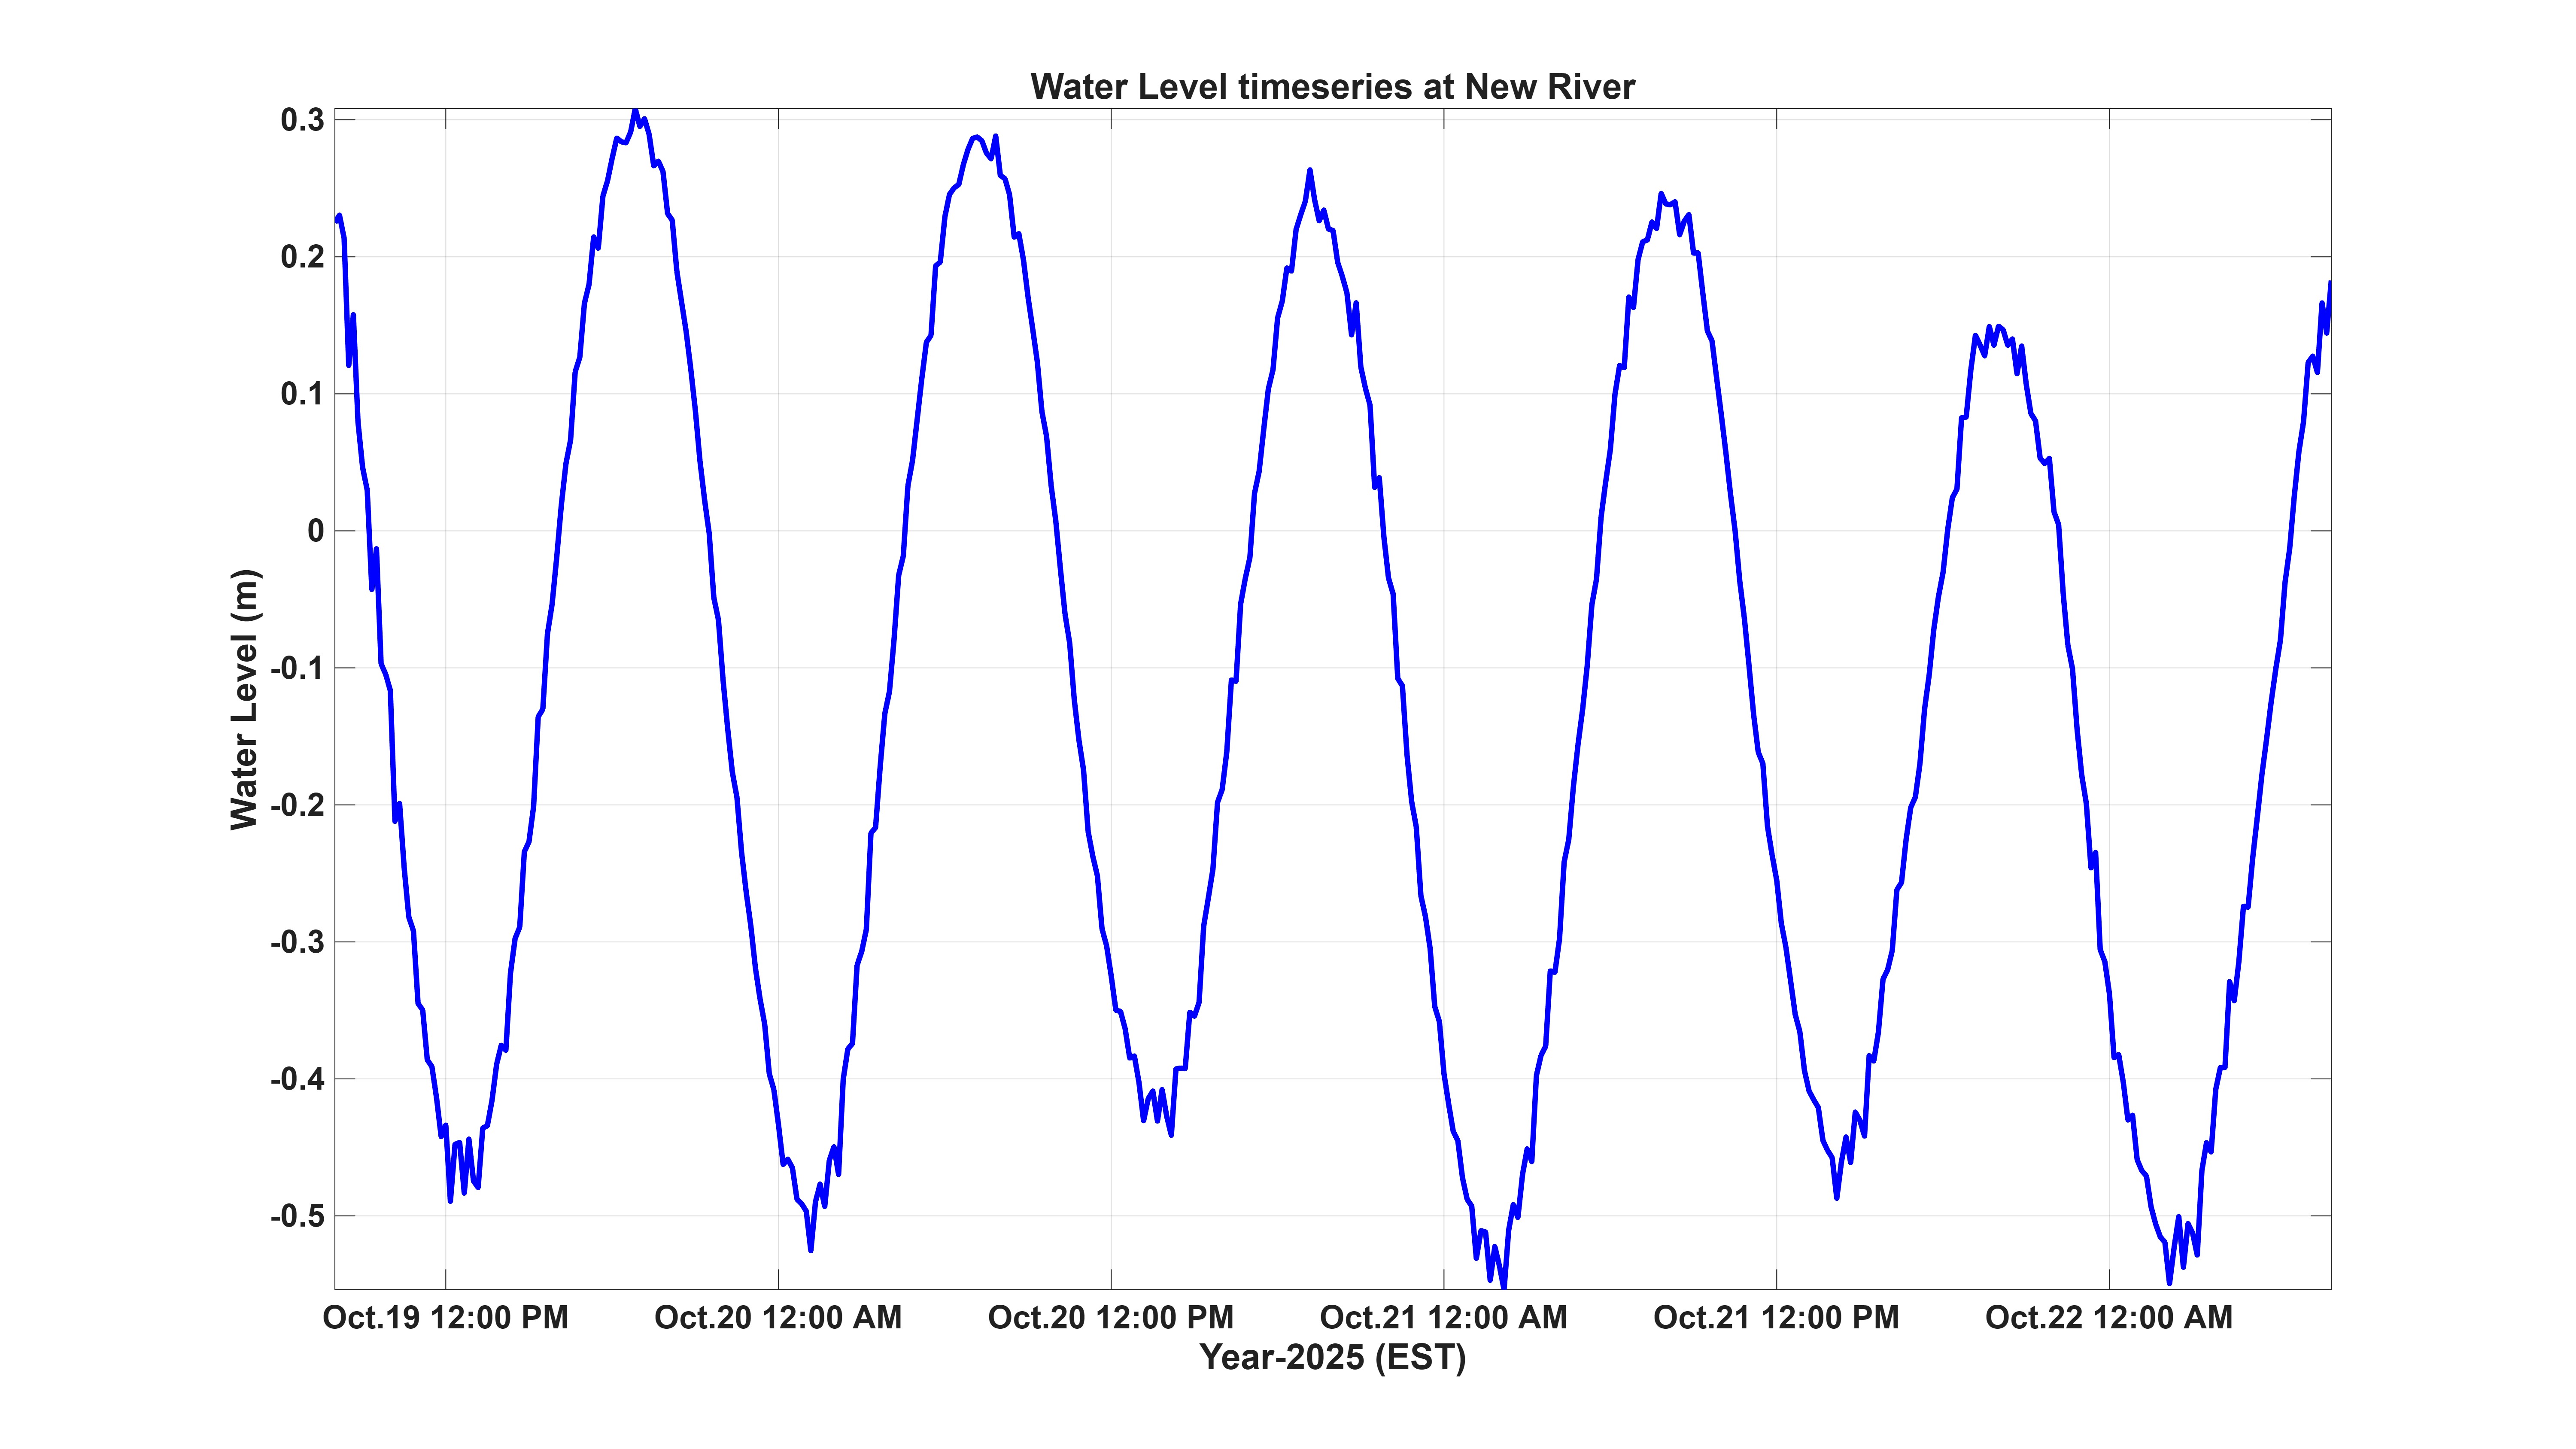 Water Level timeseries at New River
0.3
0.2
0.1
0
-0.1
-0.2
-0.3
-0.4
-0.5
Water Level (m)
Oct.19 12:00 PM
Oct.20 12:00 AM
Oct.20 12:00 PM
Oct.21 12:00 AM
Oct.21 12:00 PM
Oct.22 12:00 AM
Year-2025 (EST)